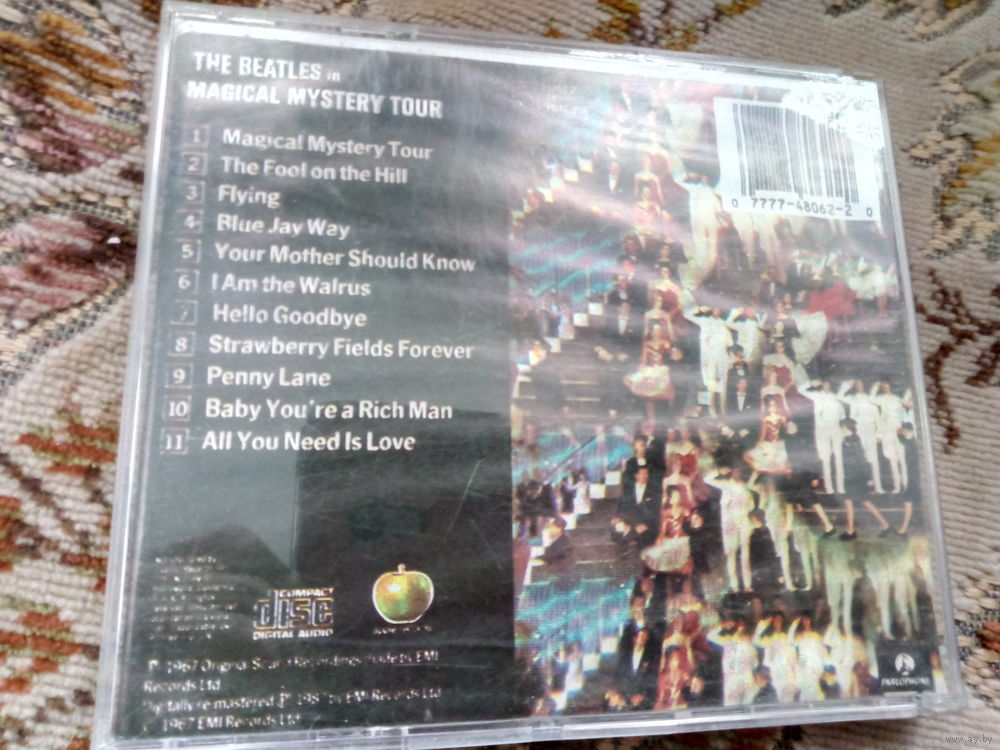 THE BEATLES in
MAGICAL MYSTERY TOUR
1 Magical Mystery Tour
2 The Fool on the Hill
3 Flying
4 Blue Jay Way
5 Your Mother Should Know
6 I Am the Walrus
7 Hello Goodbye
8 Strawberry Fields Forever
9 Penny Lane
10 Baby You're a Rich Man
11 All You Need Is Love
0 7777-48062-2 0
COMPACT
disc
DIGITAL AUDIO
℗ 1967 Original Sound Recordings made by EMI
Records Ltd
Digitally re-mastered ℗ 1987 by EMI Records Ltd
© 1967 EMI Records Ltd
PARLOPHONE
www.ay.by